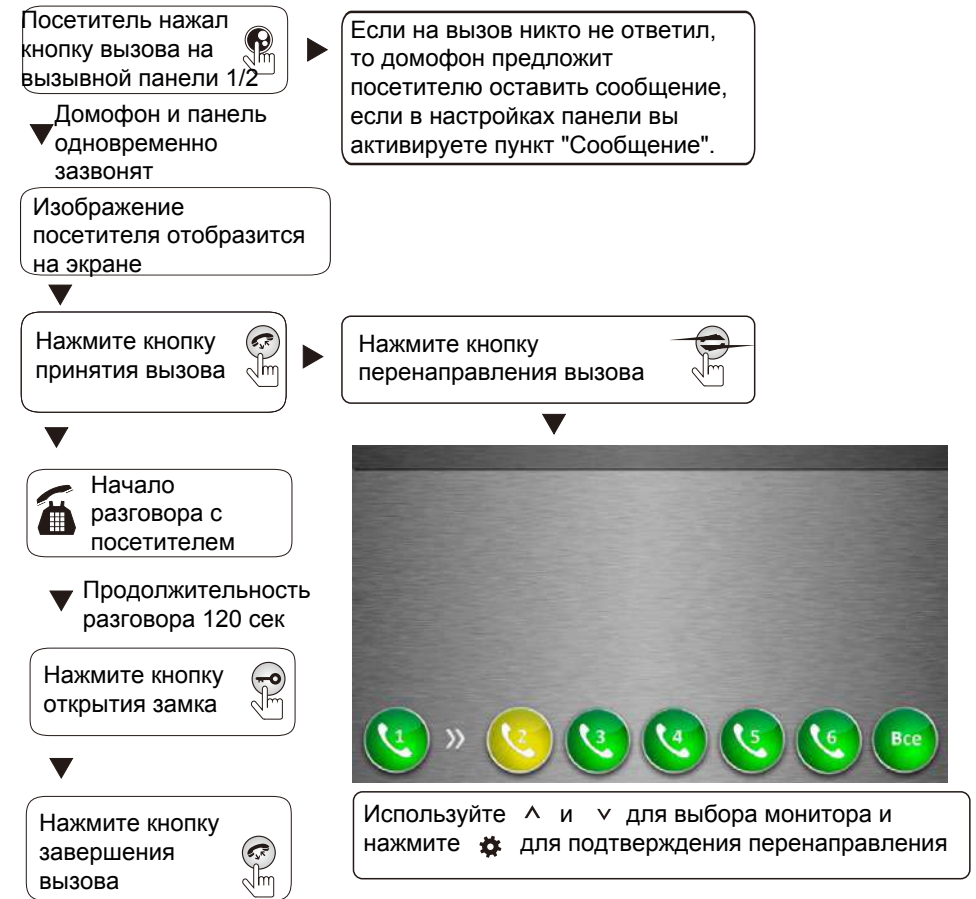 Посетитель нажал
кнопку вызова на
вызывной панели 1/2
Если на вызов никто не ответил,
то домофон предложит
посетителю оставить сообщение,
если в настройках панели вы
активируете пункт "Сообщение".
Домофон и панель
одновременно
зазвонят
Изображение
посетителя отобразится
на экране
Нажмите кнопку
принятия вызова
Нажмите кнопку
перенаправления вызова
Начало
разговора с
посетителем
Продолжительность
разговора 120 сек
Нажмите кнопку
открытия замка
1 » 2 3 4 5 6 Все
Используйте ^ и ˅ для выбора монитора и
нажмите ⚙ для подтверждения перенаправления
Нажмите кнопку
завершения
вызова